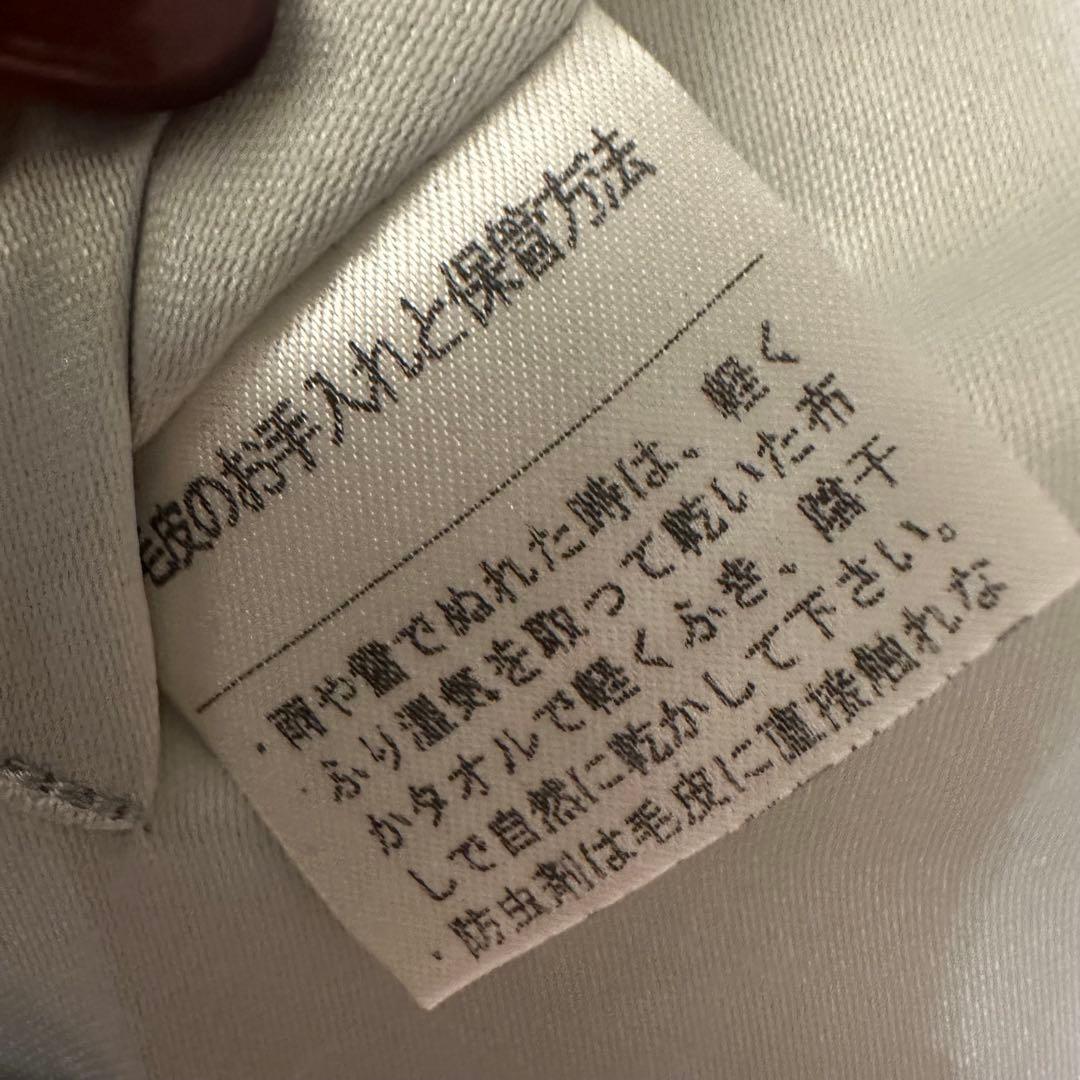 毛皮のお手入れと保管方法
・雨や雪でぬれた時は、軽く
ふり湿気を取って乾いた布
かタオルで軽くふき、陰干
しで自然に乾かして下さい。
・防虫剤は毛皮に直接触れな